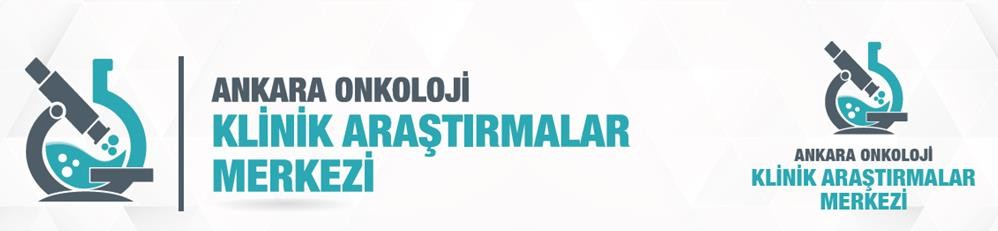 ANKARA ONKOLOJİ
KLİNİK ARAŞTIRMALAR
MERKEZİ
ANKARA ONKOLOJİ
KLİNİK ARAŞTIRMALAR
MERKEZİ